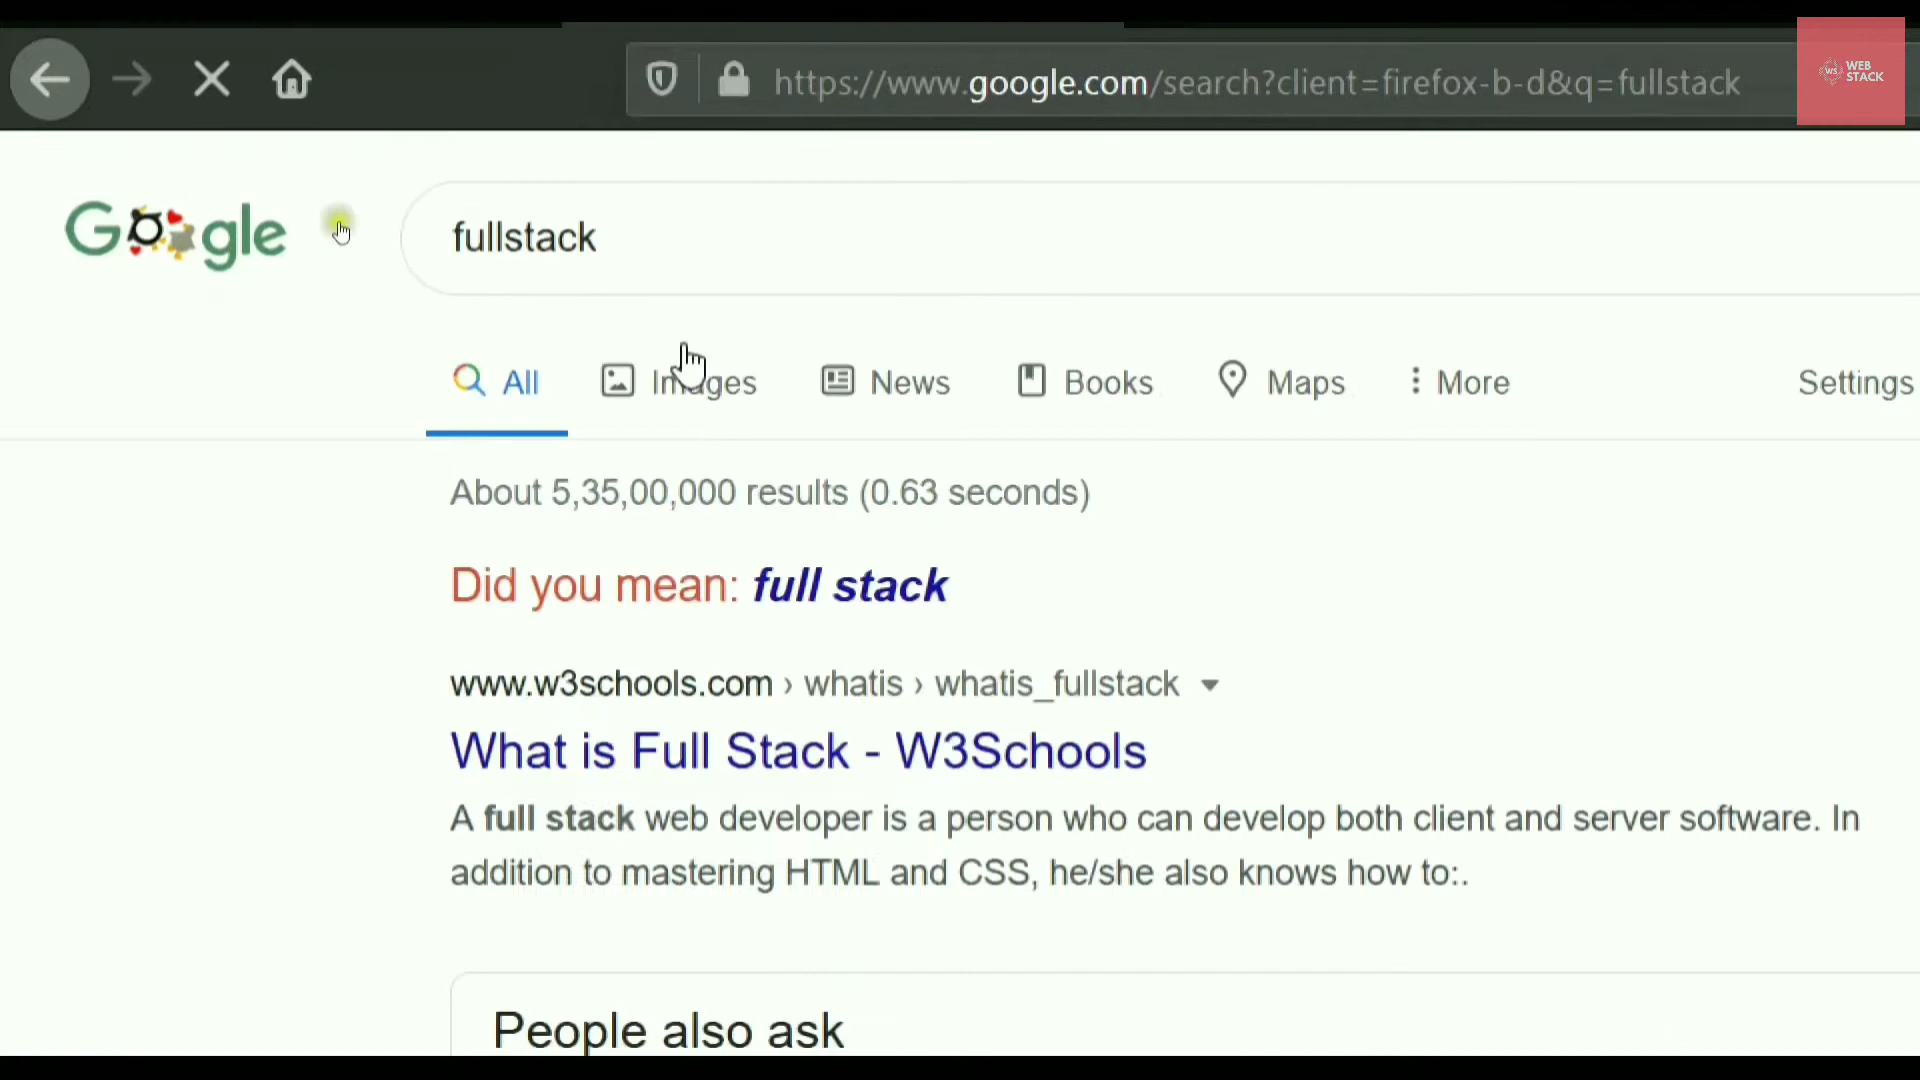 https://www.google.com/search?client=firefox-b-d&q=fullstack
WS WEB
STACK
Google
fullstack
All Images News Books Maps More Settings
About 5,35,00,000 results (0.63 seconds)
Did you mean: full stack
www.w3schools.com › whatis › whatis_fullstack
What is Full Stack - W3Schools
A full stack web developer is a person who can develop both client and server software. In
addition to mastering HTML and CSS, he/she also knows how to:.
People also ask